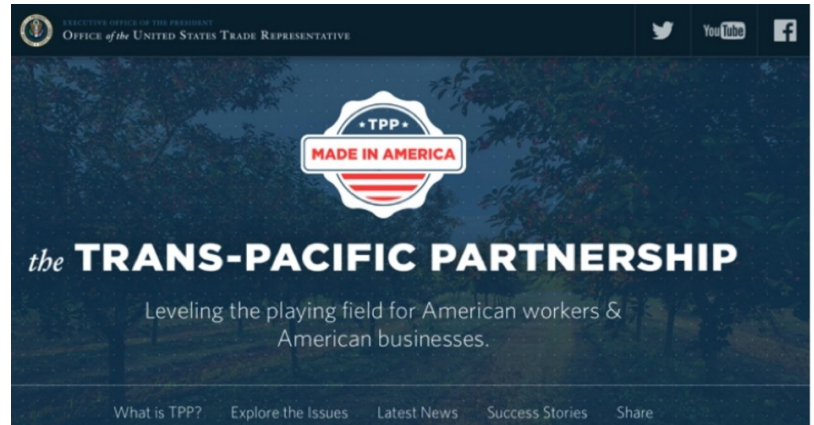 EXECUTIVE OFFICE OF THE PRESIDENT
OFFICE of the UNITED STATES TRADE REPRESENTATIVE
You Tube
f
★TPP★
MADE IN AMERICA
the TRANS-PACIFIC PARTNERSHIP
Leveling the playing field for American workers &
American businesses.
What is TPP? Explore the Issues Latest News Success Stories Share